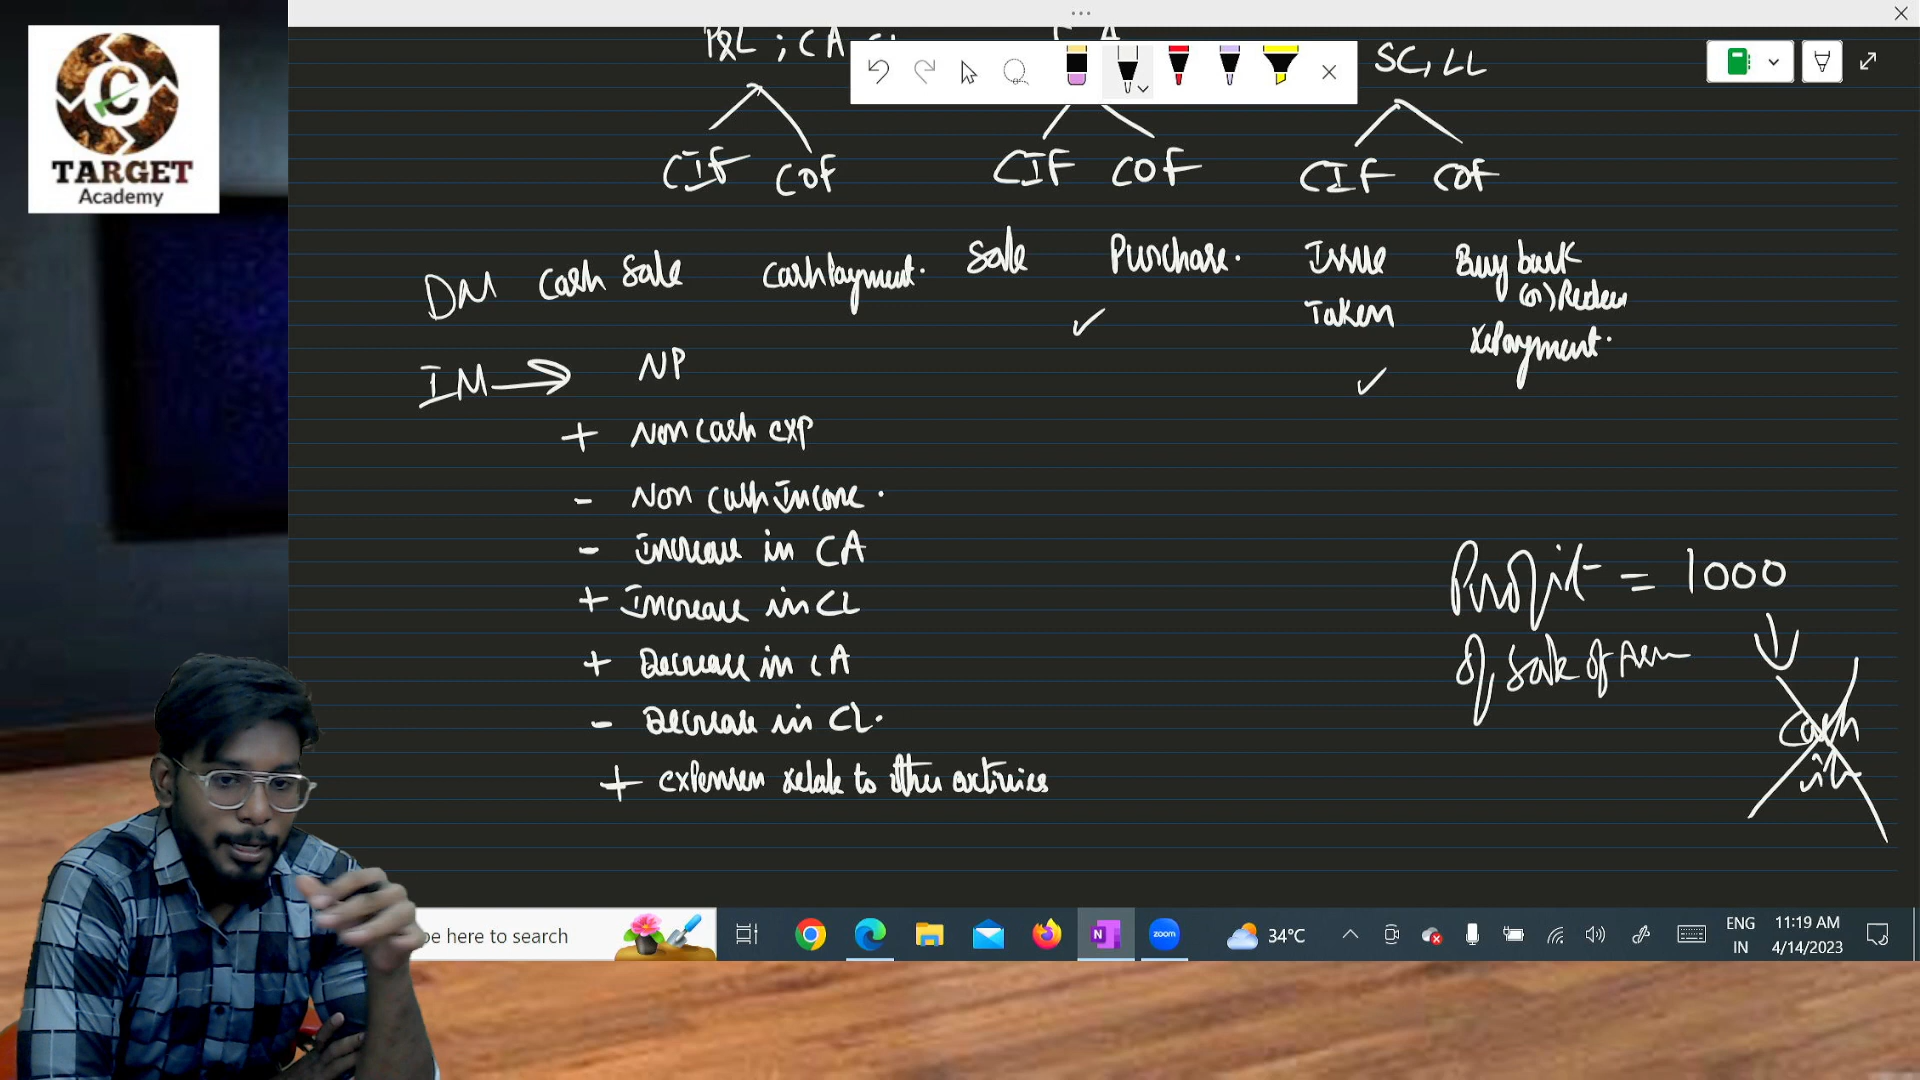 TARGET
Academy
P&L ; CA
SC, LL
CIF COF
CIF COF
CIF COF
DM Cash Sale Cash Payment.
Sale Purchase.
Issue
Taken
Buy back
(or) Redeem
repayment.
IM → NP
+ Non cash exp
- Non cash Income.
- Increase in CA
+ Increase in CL
+ Decrease in CA
- Decrease in CL.
+ expenses relate to other activities
Profit = 1000
of Sale of
Cash
pe here to search
zoom
34°C
ENG
IN
11:19 AM
4/14/2023